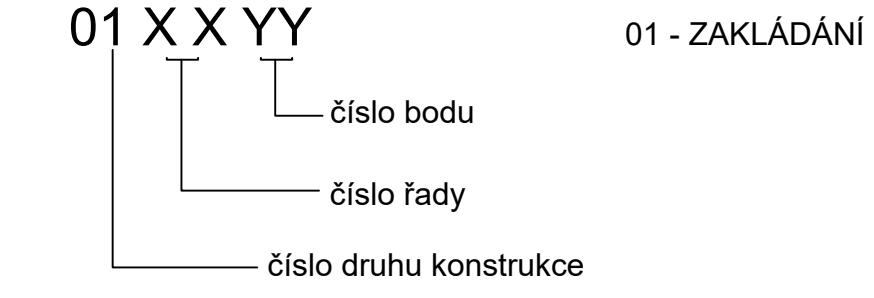 01 X X YY
01 - ZAKLÁDÁNÍ
číslo bodu
číslo řady
číslo druhu konstrukce